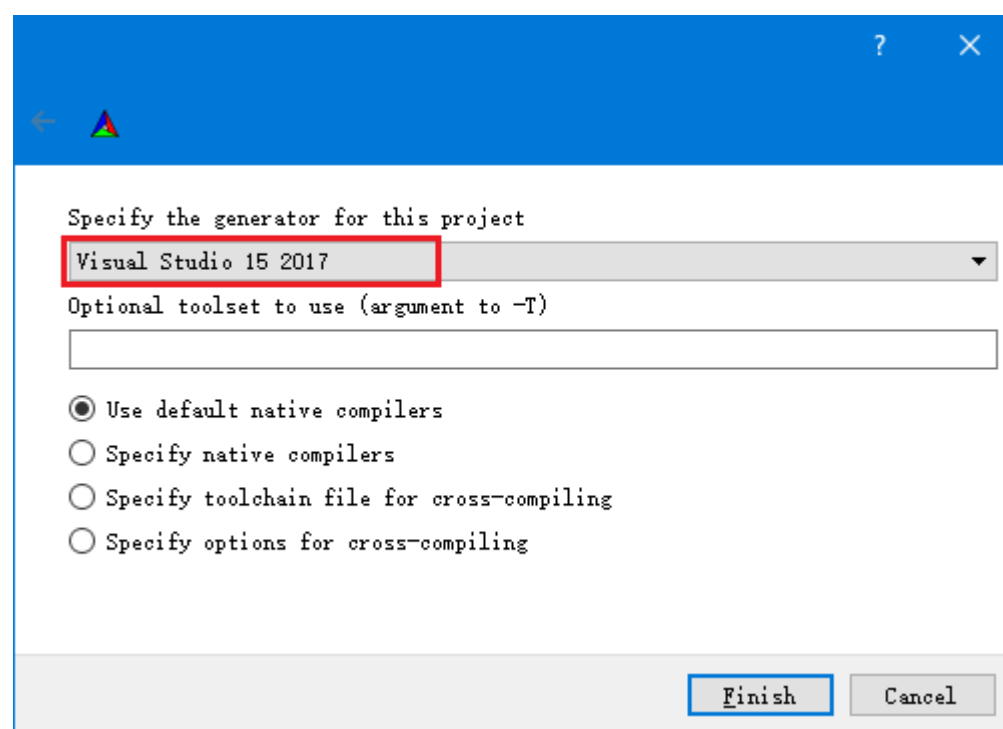 ?
Specify the generator for this project
Visual Studio 15 2017
Optional toolset to use (argument to -T)
Use default native compilers
Specify native compilers
Specify toolchain file for cross-compiling
Specify options for cross-compiling
Finish Cancel